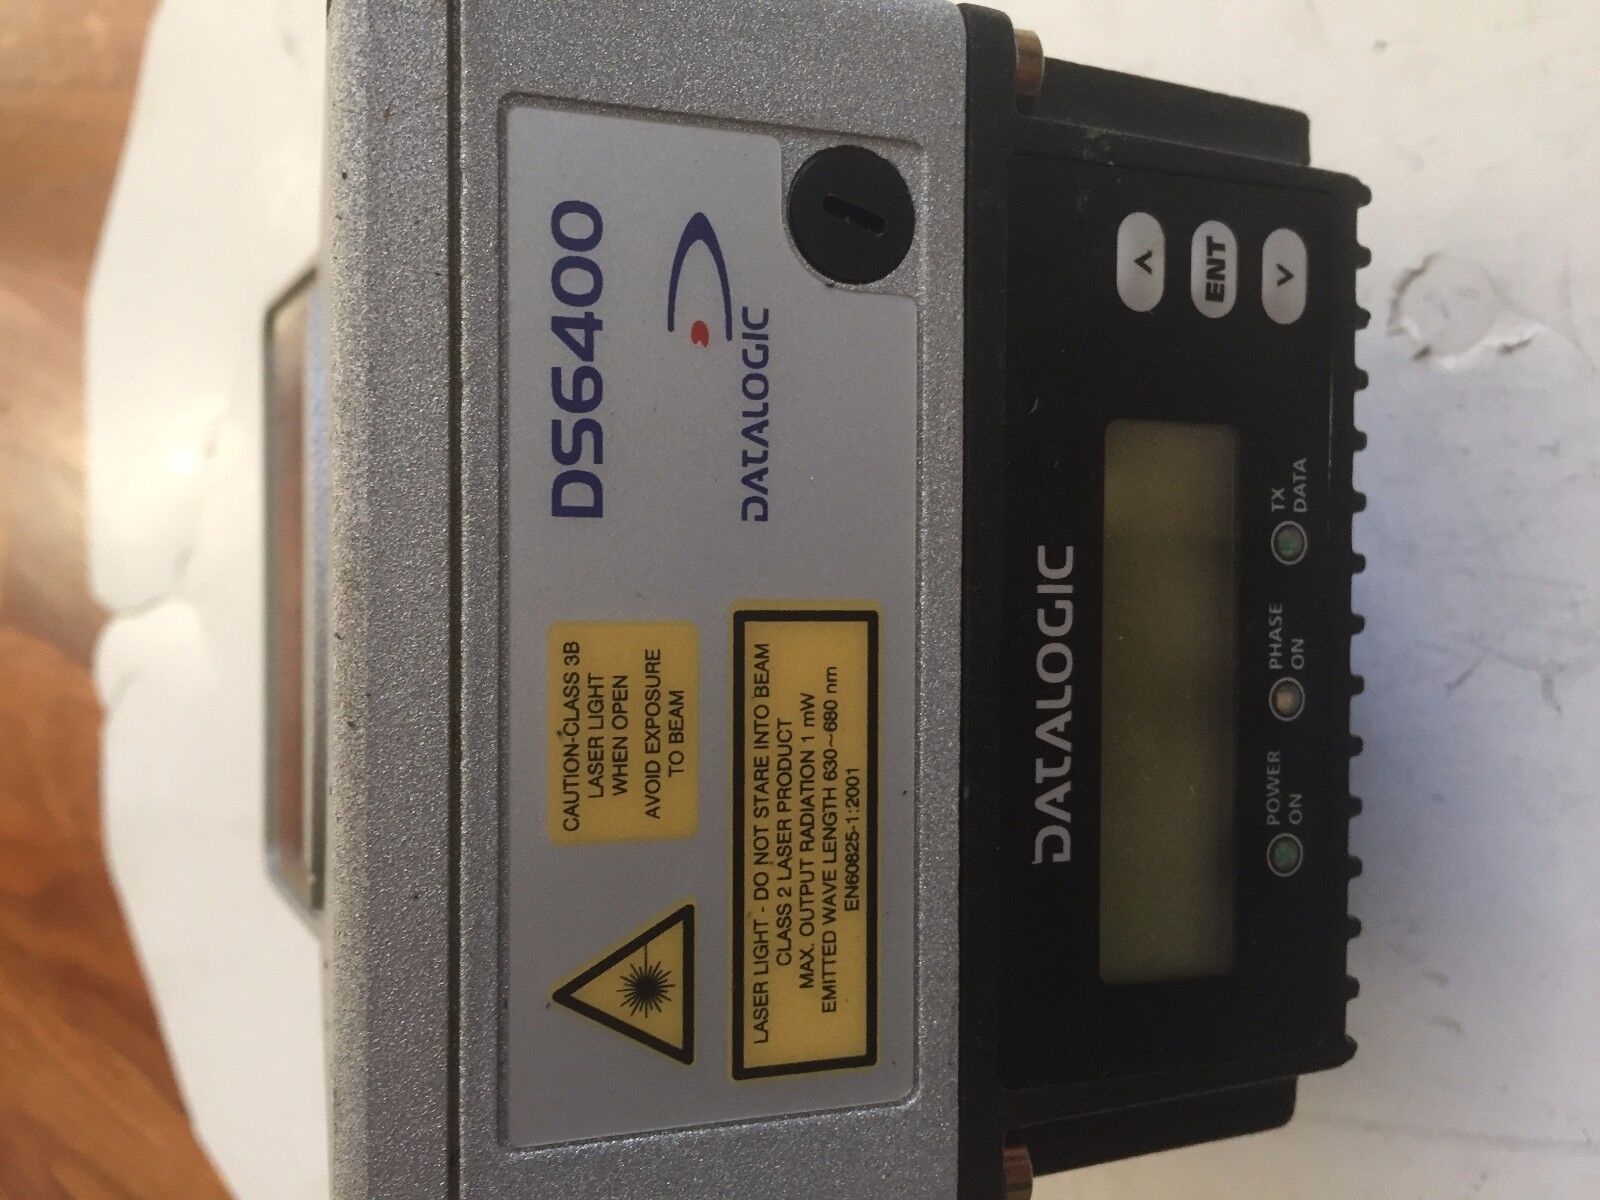 DS6400
DATALOGIC
CAUTION-CLASS 3B
LASER LIGHT
WHEN OPEN
AVOID EXPOSURE
TO BEAM
LASER LIGHT - DO NOT STARE INTO BEAM
CLASS 2 LASER PRODUCT
MAX. OUTPUT RADIATION 1 mW
EMITTED WAVE LENGTH 630~680 nm
EN60825-1:2001
DATALOGIC
POWER
ON
PHASE
ON
TX
DATA
ENT